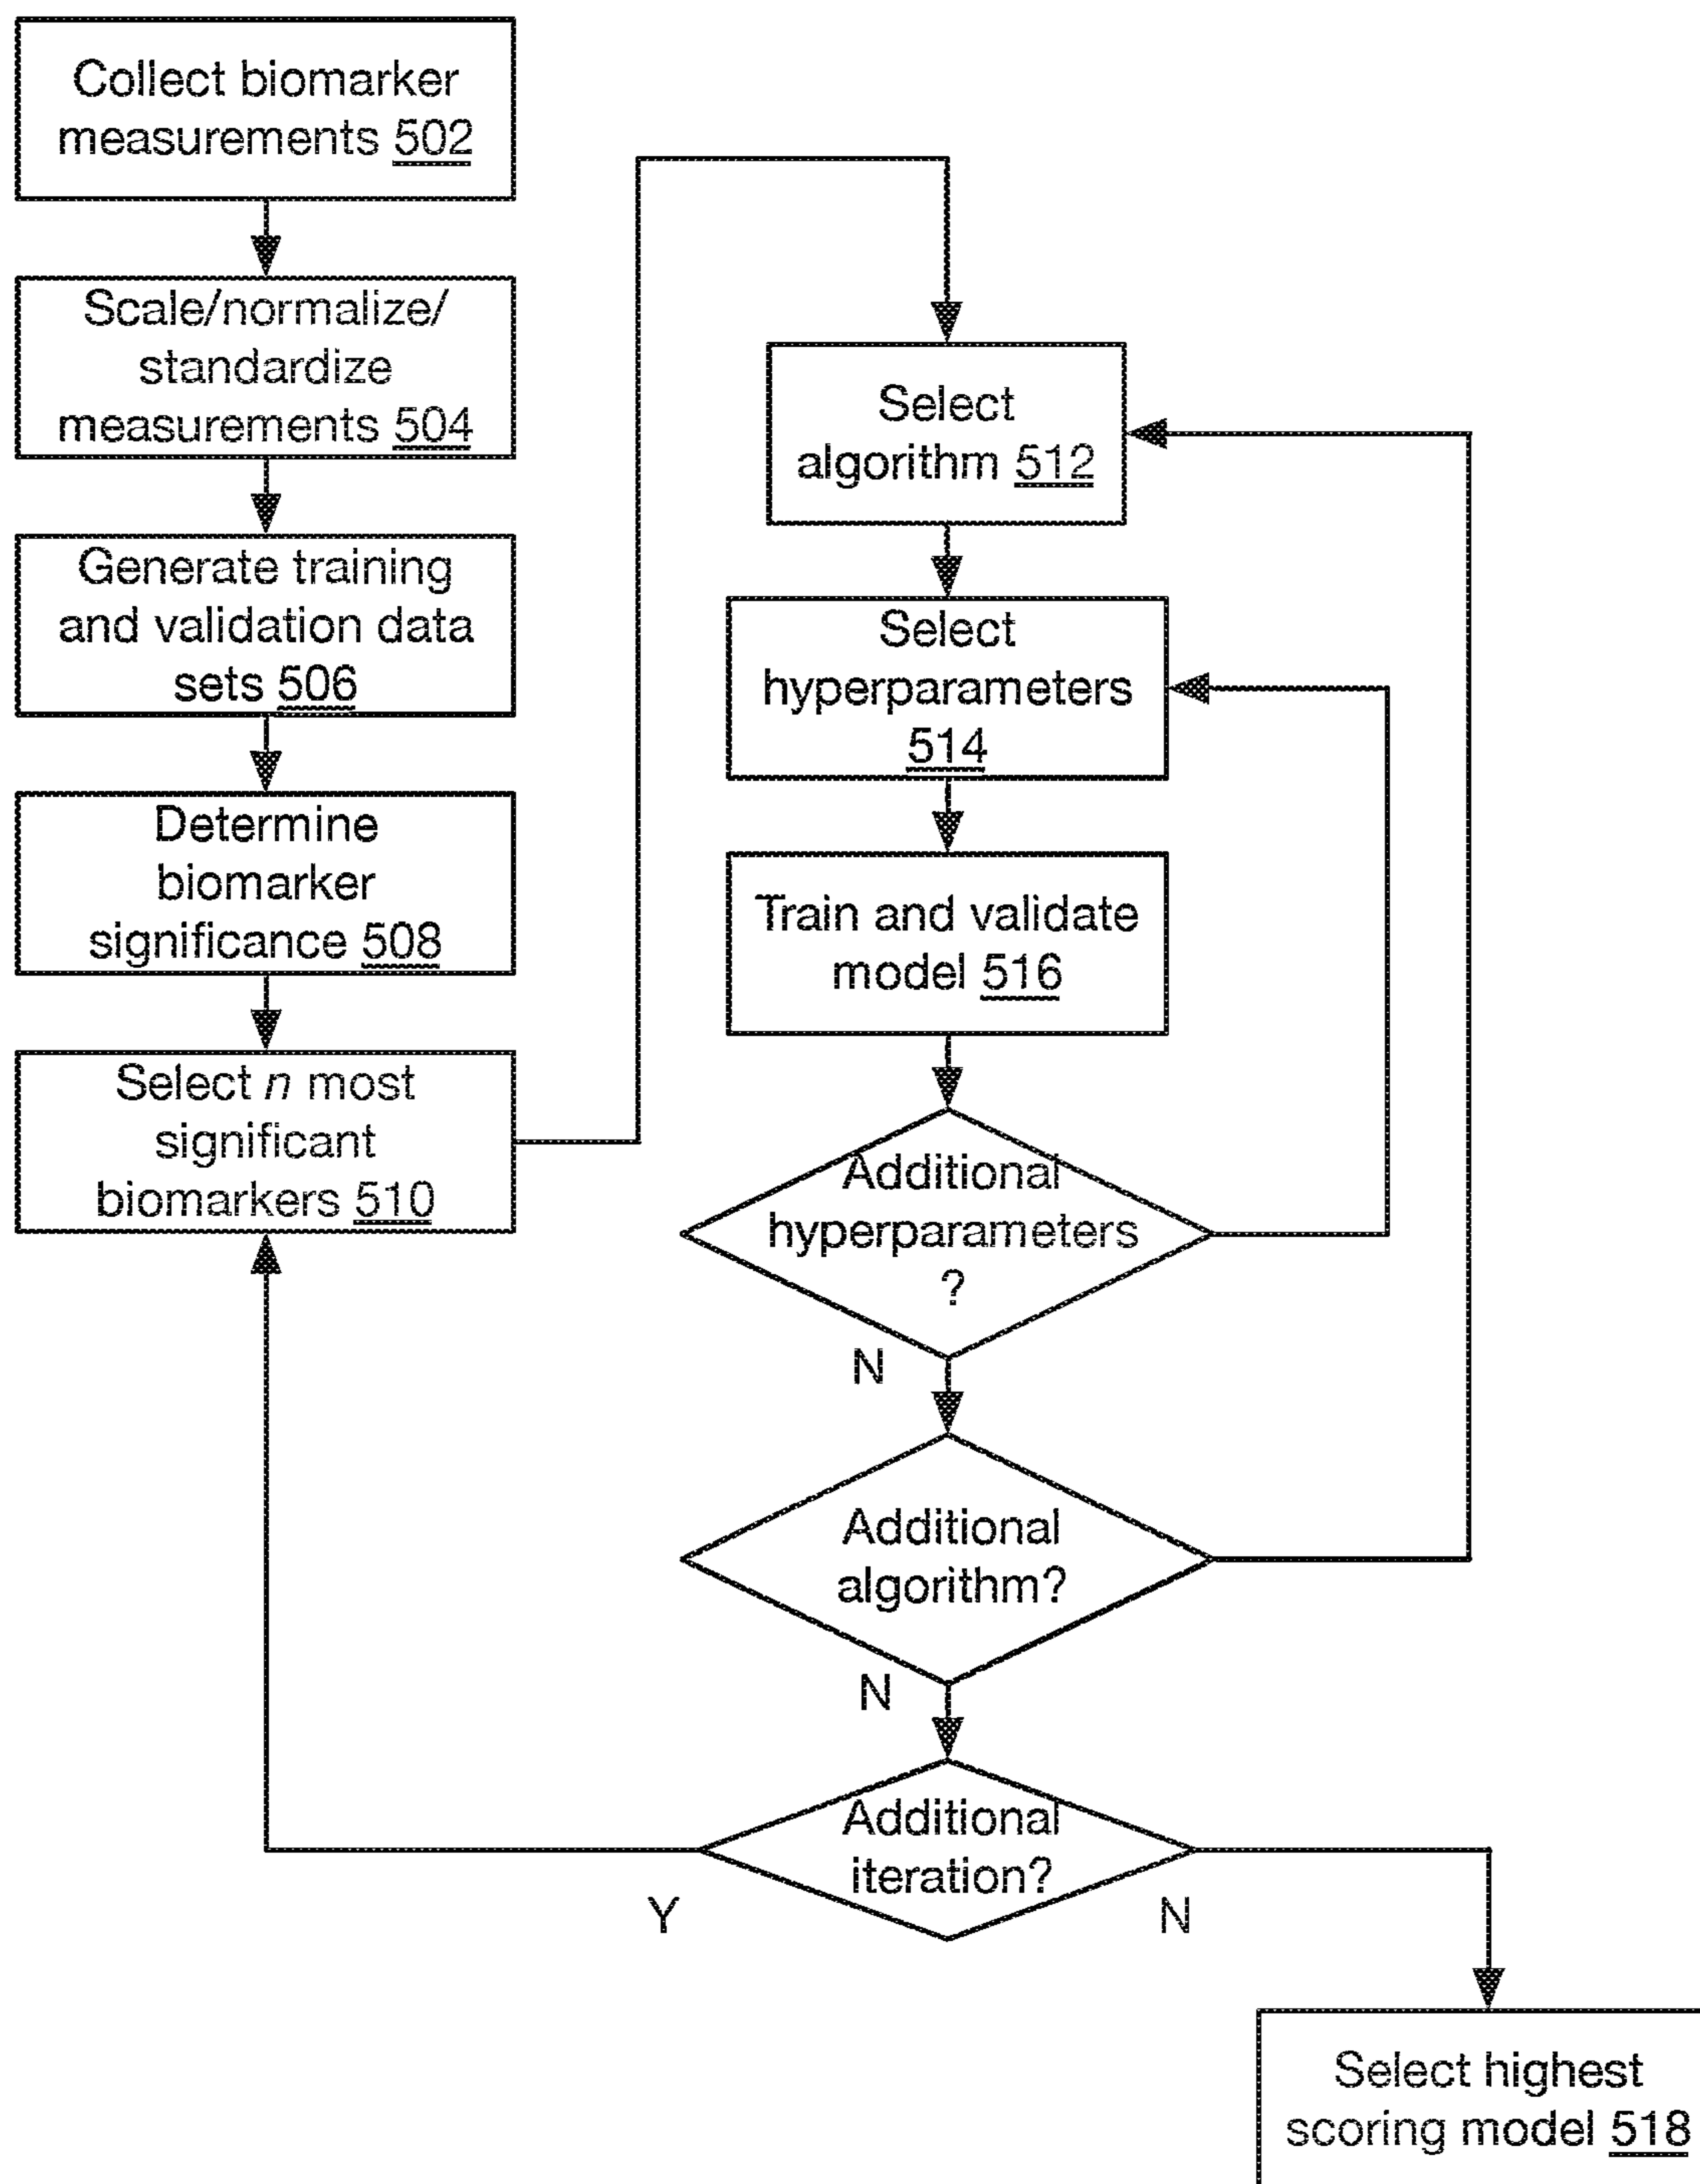 Collect biomarker
measurements 502
Scale/normalize/
standardize
measurements 504
Generate training
and validation data
sets 506
Determine
biomarker
significance 508
Select n most
significant
biomarkers 510
Select
algorithm 512
Select
hyperparameters
514
Train and validate
model 516
Additional
hyperparameters
?
N
Additional
algorithm?
N
Additional
iteration?
Y
N
Select highest
scoring model 518